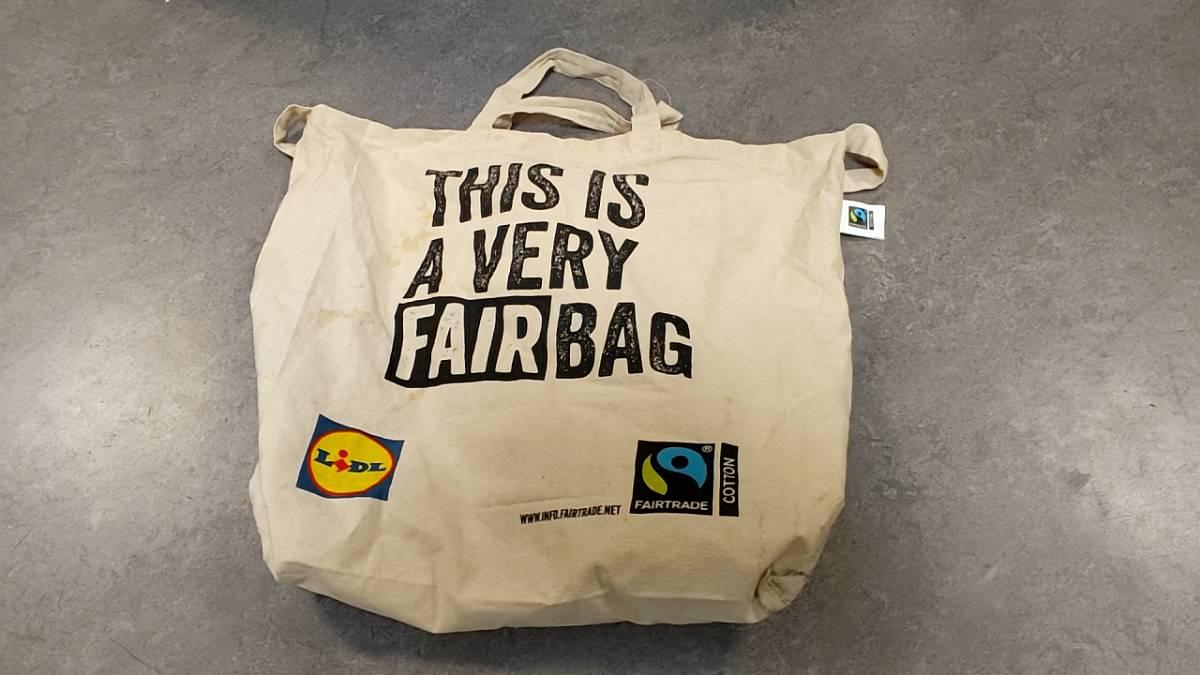 THIS IS
A VERY
FAIR BAG
LIDL
WWW.INFO.FAIRTRADE.NET
FAIRTRADE
®
COTTON